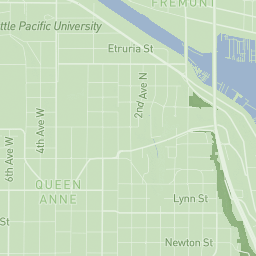 FREMONT
ttle Pacific University
Etruria St
2nd Ave N
4th Ave W
6th Ave W
QUEEN
ANNE
Lynn St
St
Newton St